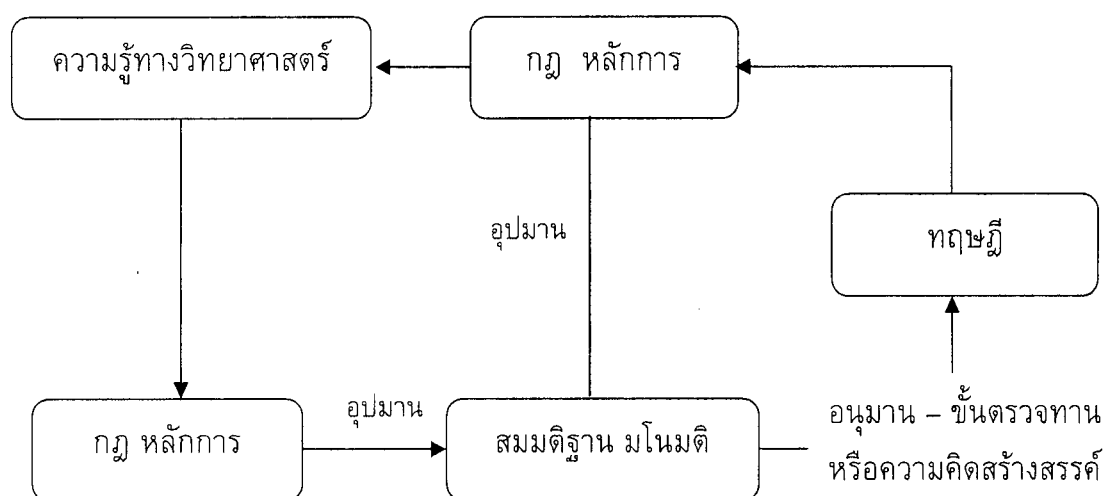 ความรู้ทางวิทยาศาสตร์
กฎ หลักการ
อุปมาน
ทฤษฎี
กฎ หลักการ
อุปมาน
สมมติฐาน มโนมติ
อนุมาน – ขั้นตรวจทาน
หรือความคิดสร้างสรรค์